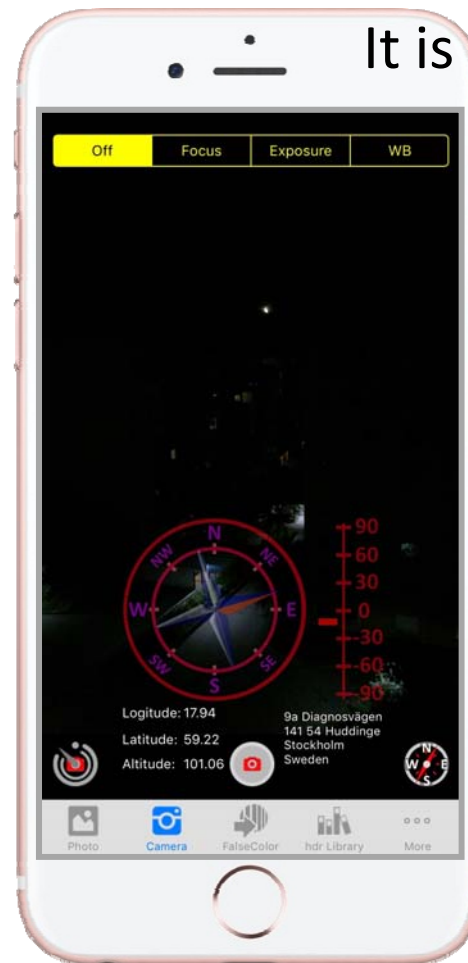 It is
Off Focus Exposure WB
N
NW NE
W E
SW SE
S
90
60
30
0
-30
-60
-90
Logitude: 17.94
Latitude: 59.22
Altitude: 101.06
9a Diagnosvägen
141 54 Huddinge
Stockholm
Sweden
N
W E
S
Photo Camera FalseColor hdr Library More